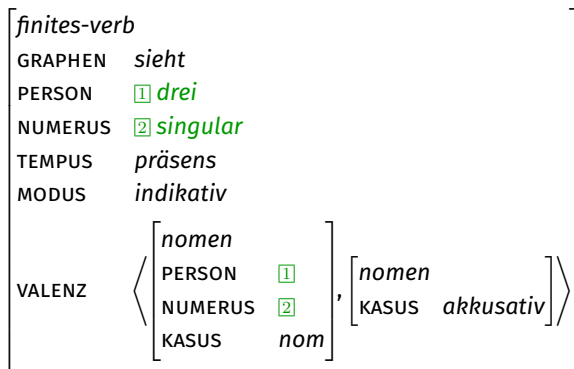 finites-verb
GRAPHEN sieht
PERSON 1 drei
NUMERUS 2 singular
TEMPUS präsens
MODUS indikativ
VALENZ ⟨[nomen PERSON 1 NUMERUS 2 KASUS nom], [nomen KASUS akkusativ]⟩